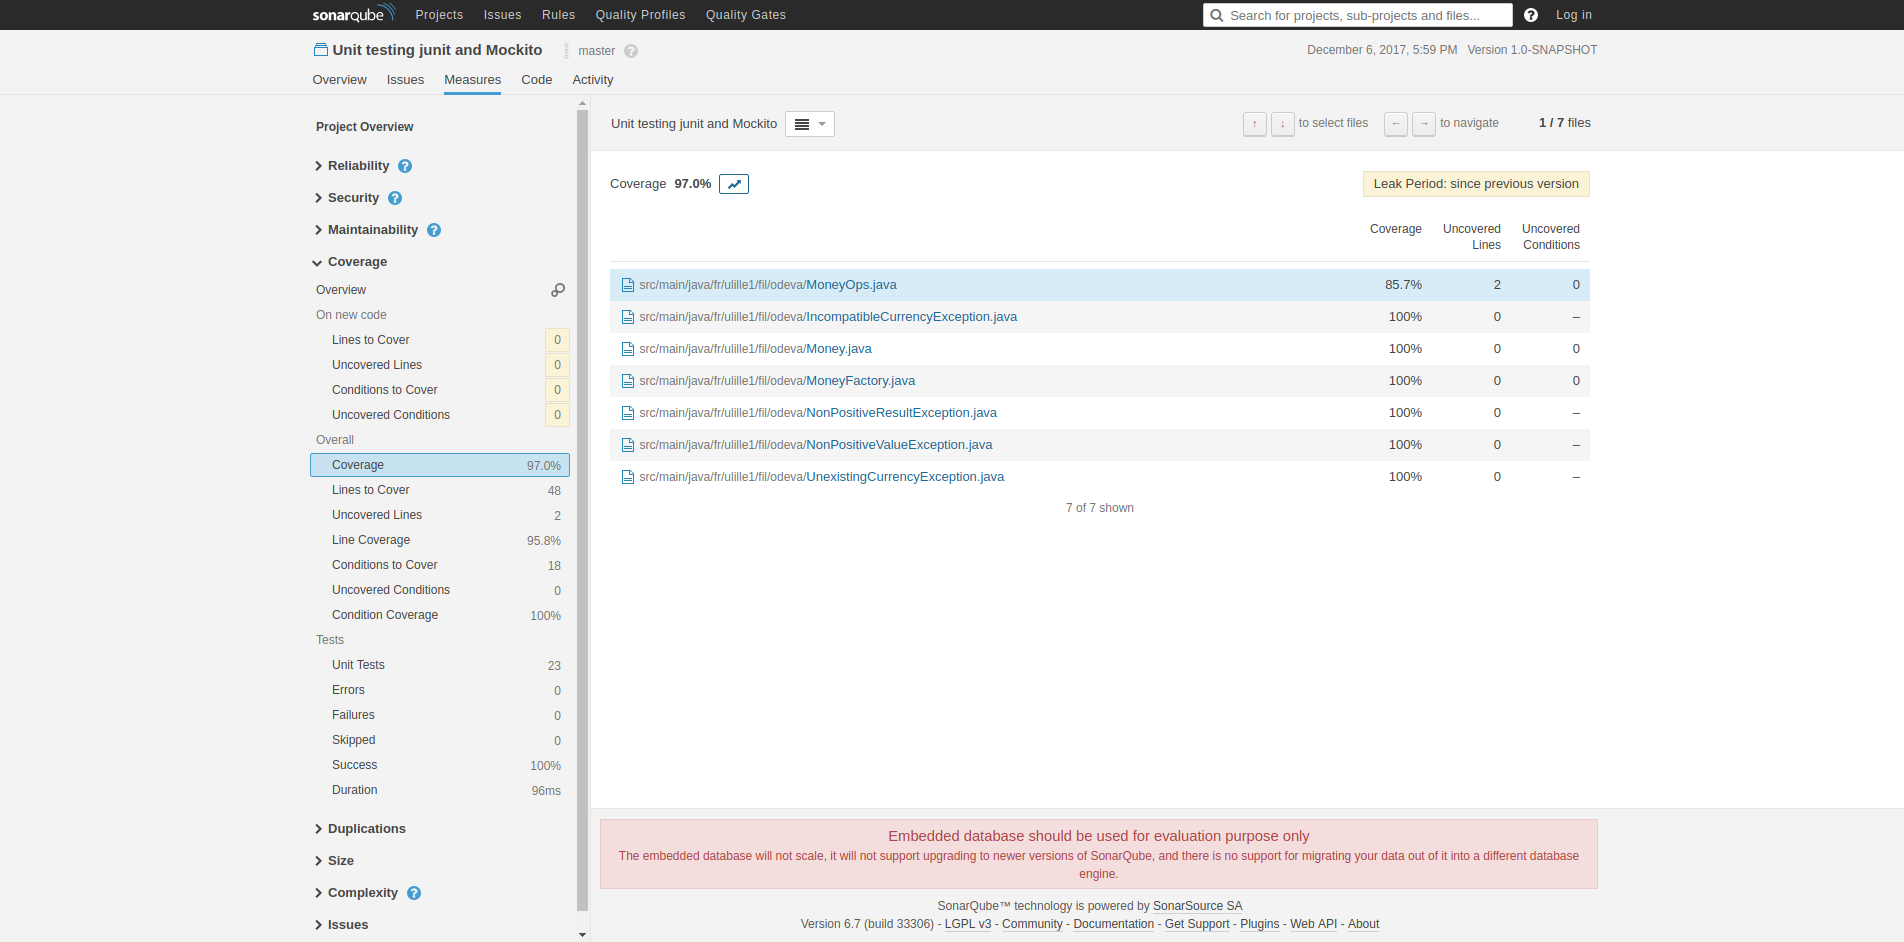 sonarqube Projects Issues Rules Quality Profiles Quality Gates Search for projects, sub-projects and files... ? Log in
Unit testing junit and Mockito master ? December 6, 2017, 5:59 PM Version 1.0-SNAPSHOT
Overview Issues Measures Code Activity
Project Overview
Reliability ?
Security ?
Maintainability ?
Coverage
Overview
On new code
Lines to Cover 0
Uncovered Lines 0
Conditions to Cover 0
Uncovered Conditions 0
Overall
Coverage 97.0%
Lines to Cover 48
Uncovered Lines 2
Line Coverage 95.8%
Conditions to Cover 18
Uncovered Conditions 0
Condition Coverage 100%
Tests
Unit Tests 23
Errors 0
Failures 0
Skipped 0
Success 100%
Duration 96ms
Duplications
Size
Complexity ?
Issues
Unit testing junit and Mockito ↑ ↓ to select files ← → to navigate 1 / 7 files
Coverage 97.0% Leak Period: since previous version
Coverage Uncovered Uncovered
Lines Conditions
src/main/java/fr/ulille1/fil/odeva/MoneyOps.java 85.7% 2 0
src/main/java/fr/ulille1/fil/odeva/IncompatibleCurrencyException.java 100% 0 –
src/main/java/fr/ulille1/fil/odeva/Money.java 100% 0 0
src/main/java/fr/ulille1/fil/odeva/MoneyFactory.java 100% 0 0
src/main/java/fr/ulille1/fil/odeva/NonPositiveResultException.java 100% 0 –
src/main/java/fr/ulille1/fil/odeva/NonPositiveValueException.java 100% 0 –
src/main/java/fr/ulille1/fil/odeva/UnexistingCurrencyException.java 100% 0 –
7 of 7 shown
Embedded database should be used for evaluation purpose only
The embedded database will not scale, it will not support upgrading to newer versions of SonarQube, and there is no support for migrating your data out of it into a different database
engine.
SonarQube™ technology is powered by SonarSource SA
Version 6.7 (build 33306) - LGPL v3 - Community - Documentation - Get Support - Plugins - Web API - About